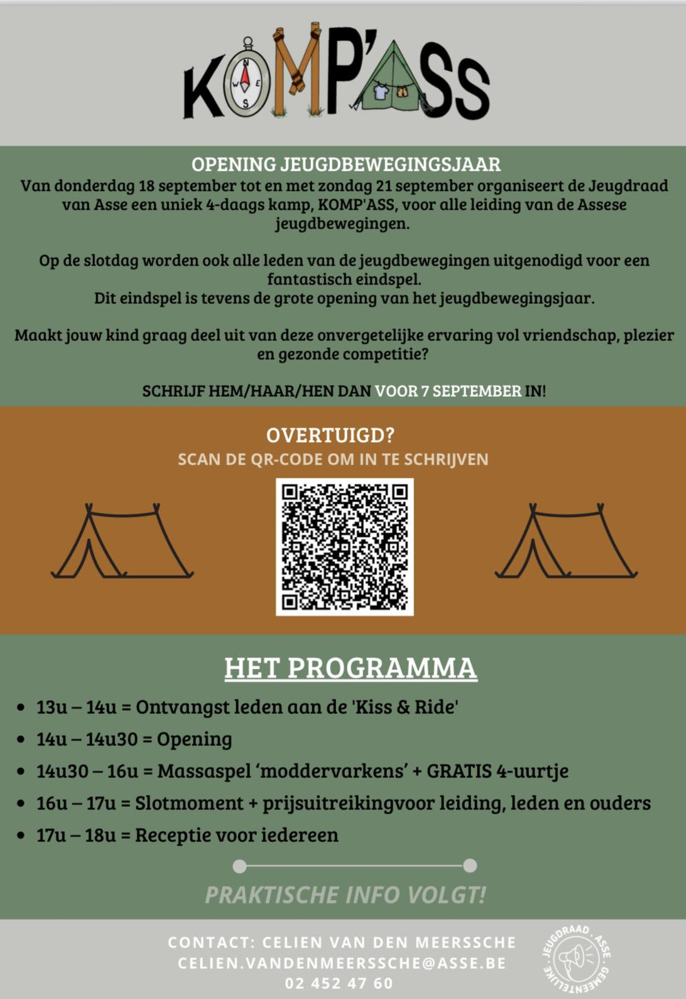 KOMP'ASS
N
W E
S
OPENING JEUGDBEWEGINGSJAAR
Van donderdag 18 september tot en met zondag 21 september organiseert de Jeugdraad
van Asse een uniek 4-daags kamp, KOMP'ASS, voor alle leiding van de Assese
jeugdbewegingen.
Op de slotdag worden ook alle leden van de jeugdbewegingen uitgenodigd voor een
fantastisch eindspel.
Dit eindspel is tevens de grote opening van het jeugdbewegingsjaar.
Maakt jouw kind graag deel uit van deze onvergetelijke ervaring vol vriendschap, plezier
en gezonde competitie?
SCHRIJF HEM/HAAR/HEN DAN VOOR 7 SEPTEMBER IN!
OVERTUIGD?
SCAN DE QR-CODE OM IN TE SCHRIJVEN
HET PROGRAMMA
• 13u – 14u = Ontvangst leden aan de 'Kiss & Ride'
• 14u – 14u30 = Opening
• 14u30 – 16u = Massaspel ‘moddervarkens’ + GRATIS 4-uurtje
• 16u – 17u = Slotmoment + prijsuitreikingvoor leiding, leden en ouders
• 17u – 18u = Receptie voor iedereen
PRAKTISCHE INFO VOLGT!
CONTACT: CELIEN VAN DEN MEERSSCHE
CELIEN.VANDENMEERSSCHE@ASSE.BE
02 452 47 60
JEUGDRAAD . ASSE . GEMEENTELIJKE .